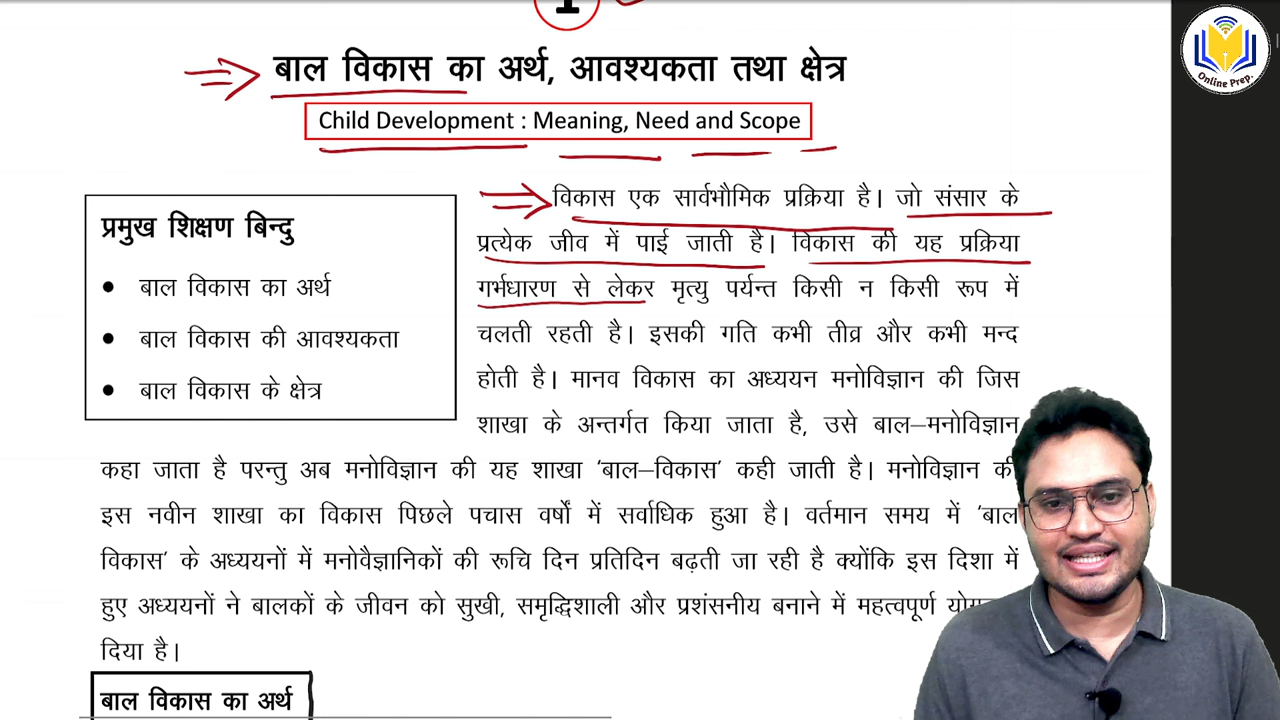 1
Online Prep.
बाल विकास का अर्थ, आवश्यकता तथा क्षेत्र
Child Development : Meaning, Need and Scope
प्रमुख शिक्षण बिन्दु
• बाल विकास का अर्थ
• बाल विकास की आवश्यकता
• बाल विकास के क्षेत्र
विकास एक सार्वभौमिक प्रक्रिया है। जो संसार के
प्रत्येक जीव में पाई जाती है। विकास की यह प्रक्रिया
गर्भधारण से लेकर मृत्यु पर्यन्त किसी न किसी रूप में
चलती रहती है। इसकी गति कभी तीव्र और कभी मन्द
होती है। मानव विकास का अध्ययन मनोविज्ञान की जिस
शाखा के अन्तर्गत किया जाता है, उसे बाल–मनोविज्ञान
कहा जाता है परन्तु अब मनोविज्ञान की यह शाखा ‘बाल–विकास’ कही जाती है। मनोविज्ञान की
इस नवीन शाखा का विकास पिछले पचास वर्षों में सर्वाधिक हुआ है। वर्तमान समय में ‘बाल
विकास’ के अध्ययनों में मनोवैज्ञानिकों की रूचि दिन प्रतिदिन बढ़ती जा रही है क्योंकि इस दिशा में
हुए अध्ययनों ने बालकों के जीवन को सुखी, समृद्धिशाली और प्रशंसनीय बनाने में महत्वपूर्ण
दिया है।
बाल विकास का अर्थ